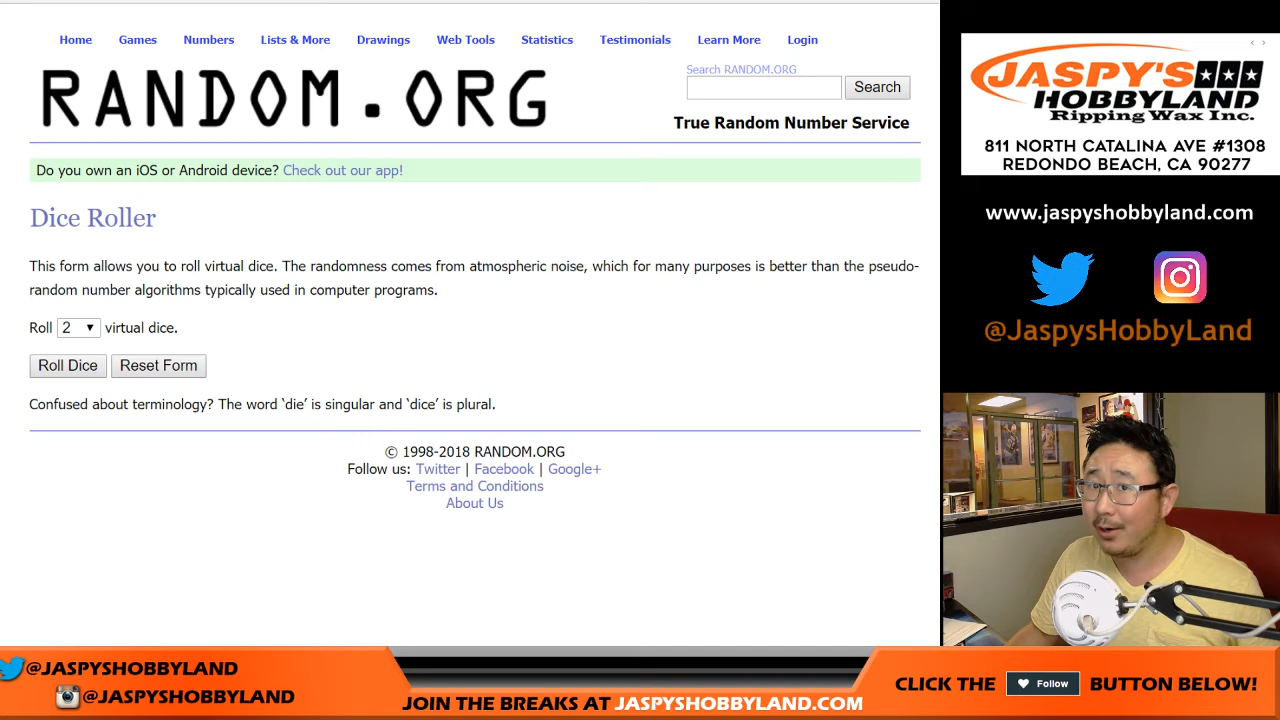 Home Games Numbers Lists & More Drawings Web Tools Statistics Testimonials Learn More Login
RANDOM.ORG
Search RANDOM.ORG
Search
True Random Number Service
Do you own an iOS or Android device? Check out our app!
Dice Roller
This form allows you to roll virtual dice. The randomness comes from atmospheric noise, which for many purposes is better than the pseudo-
random number algorithms typically used in computer programs.
Roll 2 virtual dice.
Roll Dice Reset Form
Confused about terminology? The word ‘die’ is singular and ‘dice’ is plural.
© 1998-2018 RANDOM.ORG
Follow us: Twitter | Facebook | Google+
Terms and Conditions
About Us
JASPY'S
HOBBYLAND
Ripping Wax Inc.
811 NORTH CATALINA AVE #1308
REDONDO BEACH, CA 90277
www.jaspyshobbyland.com
@JaspysHobbyLand
@JASPYSHOBBYLAND
@JASPYSHOBBYLAND
JOIN THE BREAKS AT JASPYSHOBBYLAND.COM
CLICK THE Follow BUTTON BELOW!